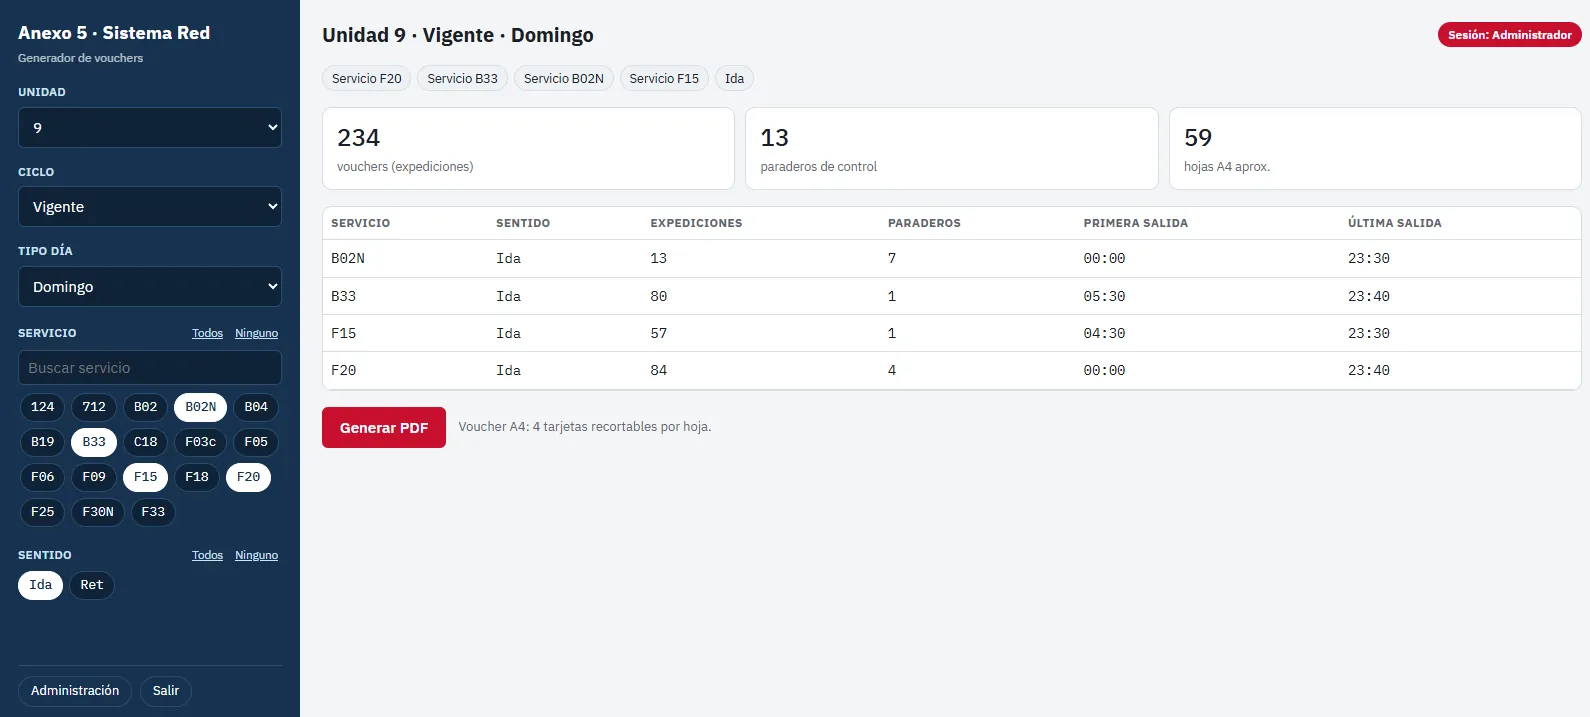 Anexo 5 · Sistema Red
Generador de vouchers
UNIDAD
9
CICLO
Vigente
TIPO DÍA
Domingo
SERVICIO Todos Ninguno
Buscar servicio
124 712 B02 B02N B04
B19 B33 C18 F03c F05
F06 F09 F15 F18 F20
F25 F30N F33
SENTIDO Todos Ninguno
Ida Ret
Administración Salir
Unidad 9 · Vigente · Domingo
Sesión: Administrador
Servicio F20 Servicio B33 Servicio B02N Servicio F15 Ida
234
vouchers (expediciones)
13
paraderos de control
59
hojas A4 aprox.
SERVICIO SENTIDO EXPEDICIONES PARADEROS PRIMERA SALIDA ÚLTIMA SALIDA
B02N Ida 13 7 00:00 23:30
B33 Ida 80 1 05:30 23:40
F15 Ida 57 1 04:30 23:30
F20 Ida 84 4 00:00 23:40
Generar PDF
Voucher A4: 4 tarjetas recortables por hoja.